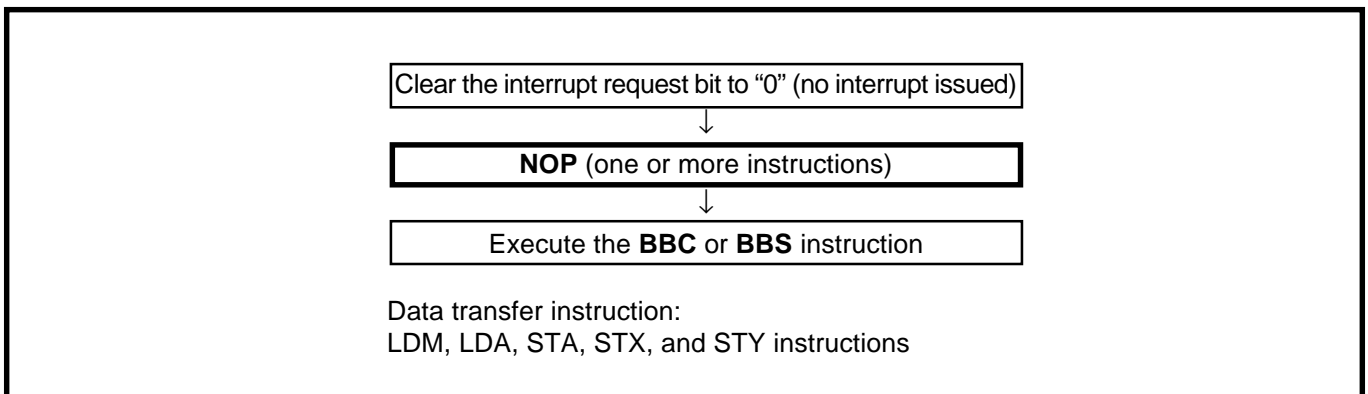 Clear the interrupt request bit to “0” (no interrupt issued)
↓
NOP (one or more instructions)
↓
Execute the BBC or BBS instruction
Data transfer instruction:
LDM, LDA, STA, STX, and STY instructions